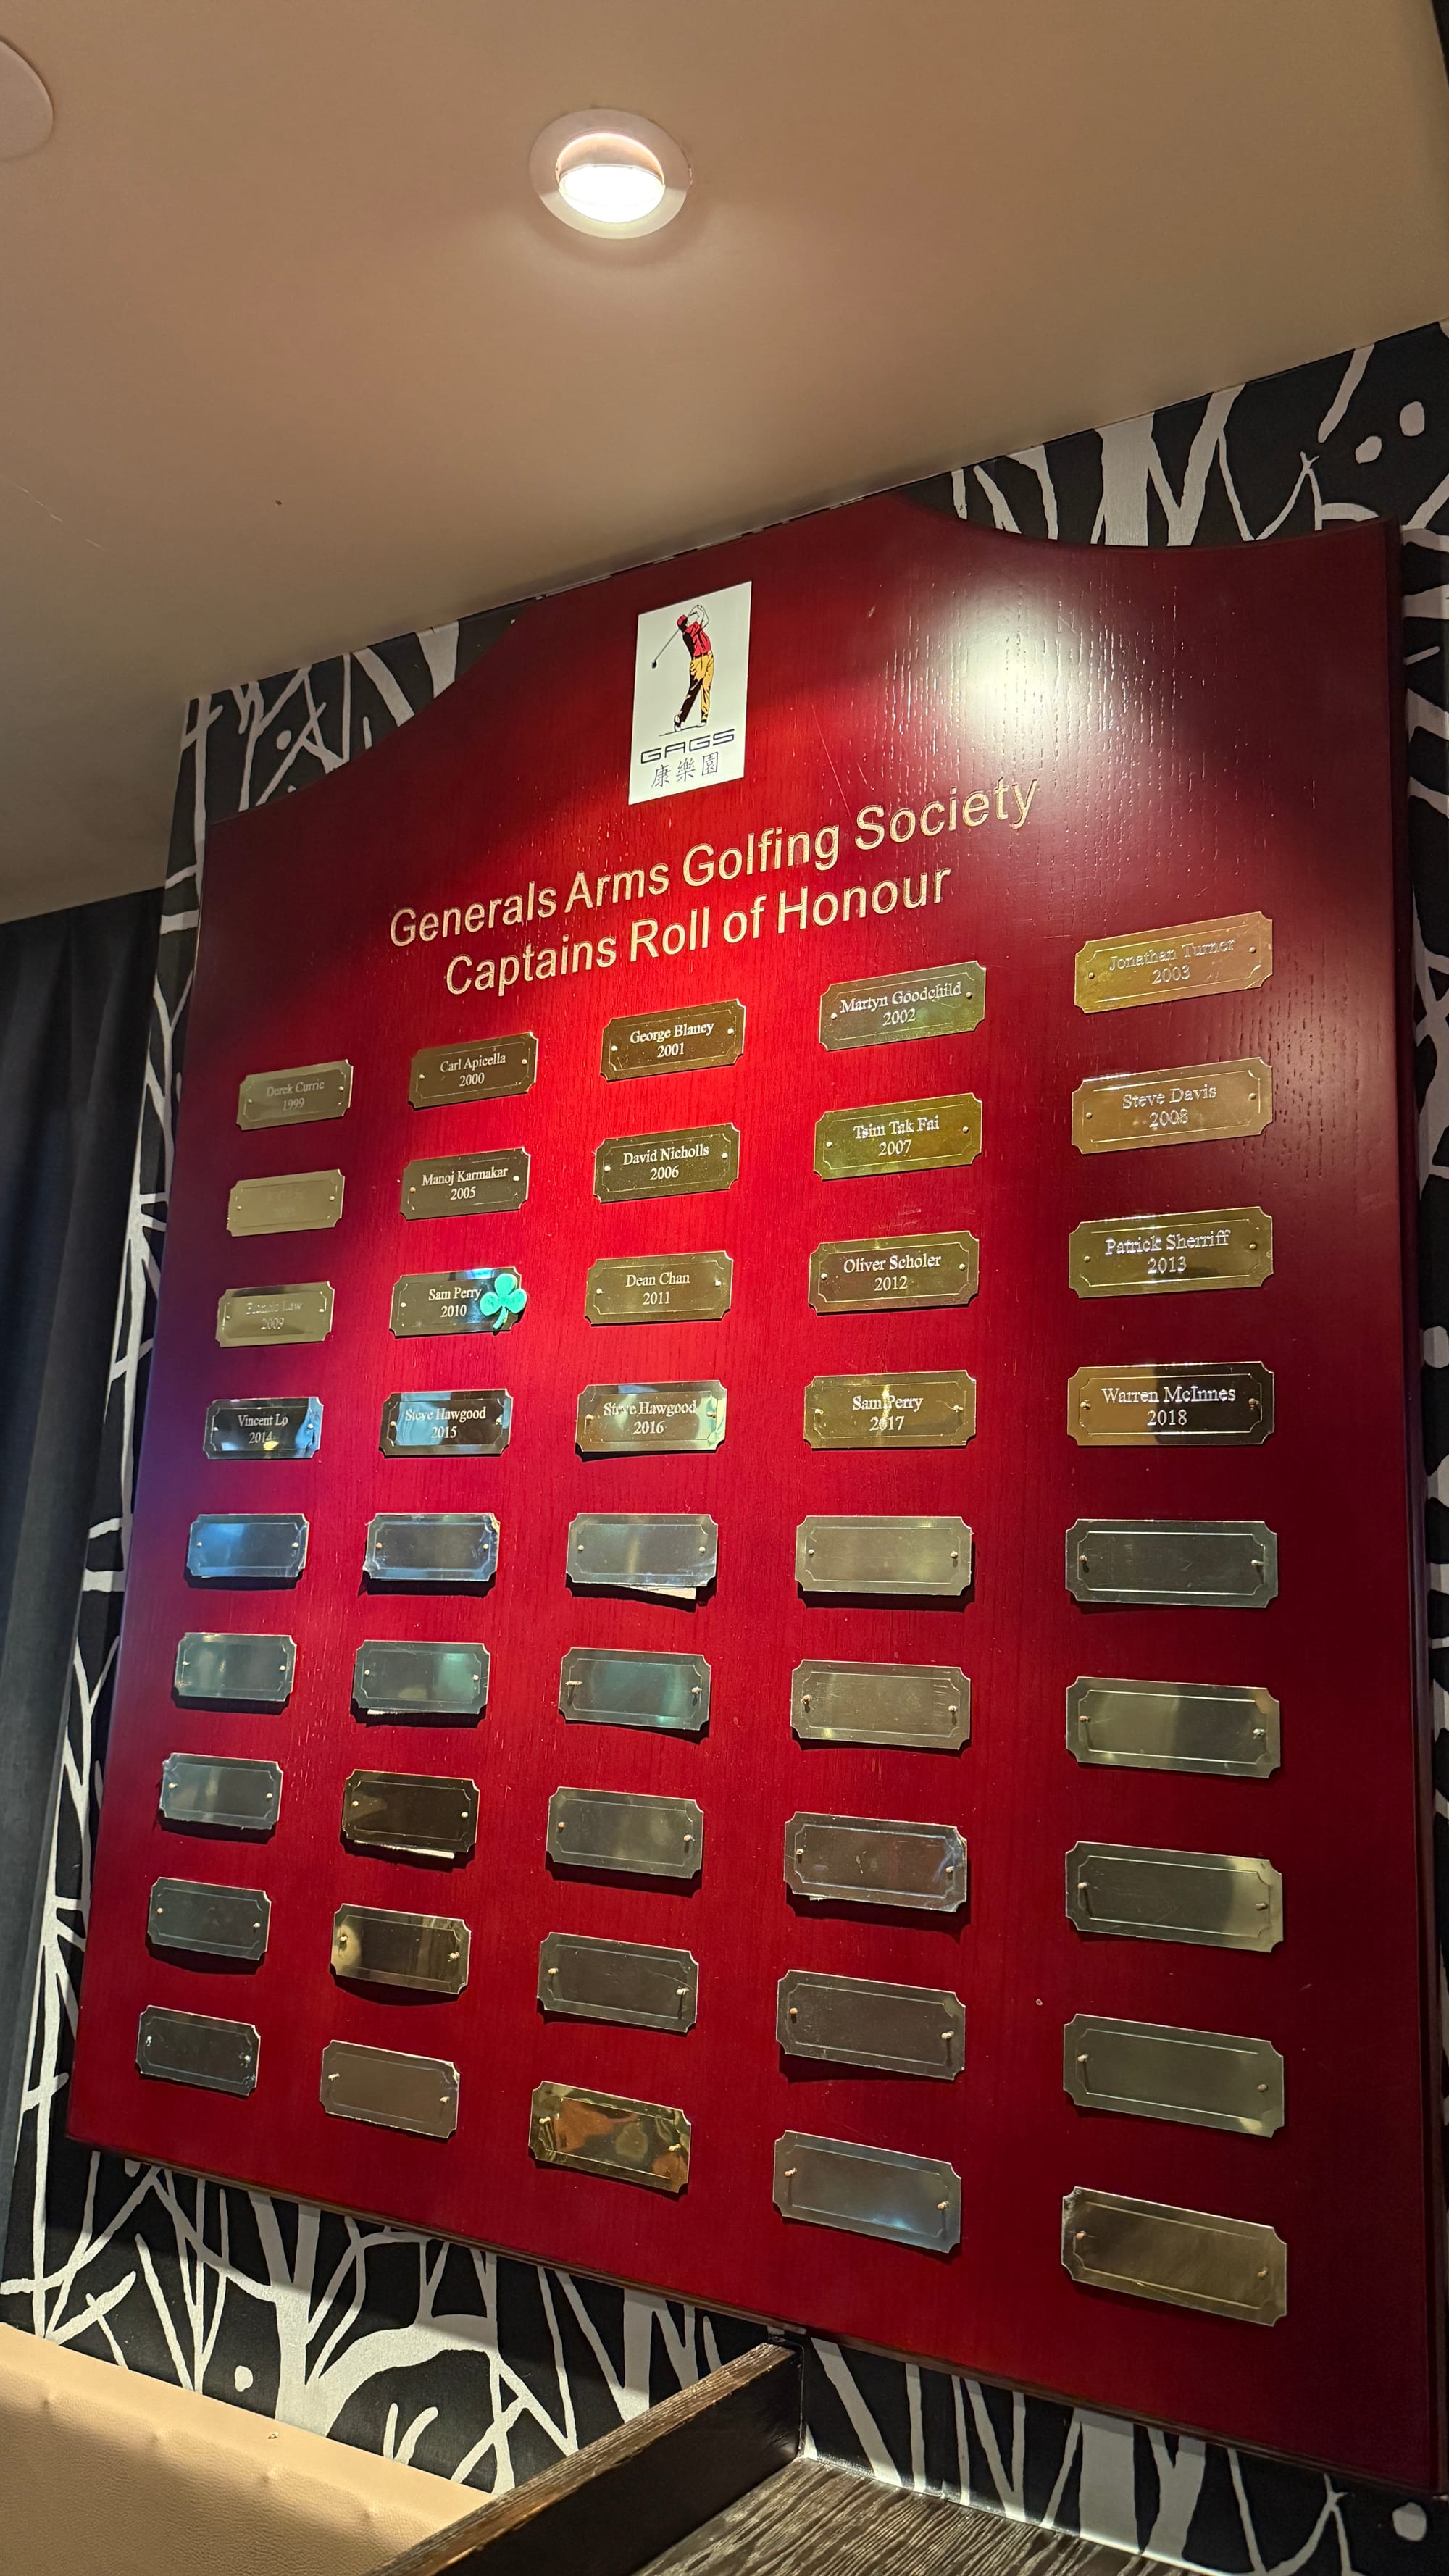 GAGS
康樂園
Generals Arms Golfing Society
Captains Roll of Honour
Derek Currie
1999
Carl Apicella
2000
George Blaney
2001
Martyn Goodchild
2002
Jonathan Turner
2003
Manoj Karmakar
2005
David Nicholls
2006
Tsim Tak Fai
2007
Steve Davis
2008
Law
2009
Sam Perry
2010
Dean Chan
2011
Oliver Scholer
2012
Patrick Sherriff
2013
Vincent Lo
2014
Steve Hawgood
2015
Steve Hawgood
2016
Sam Perry
2017
Warren McInnes
2018